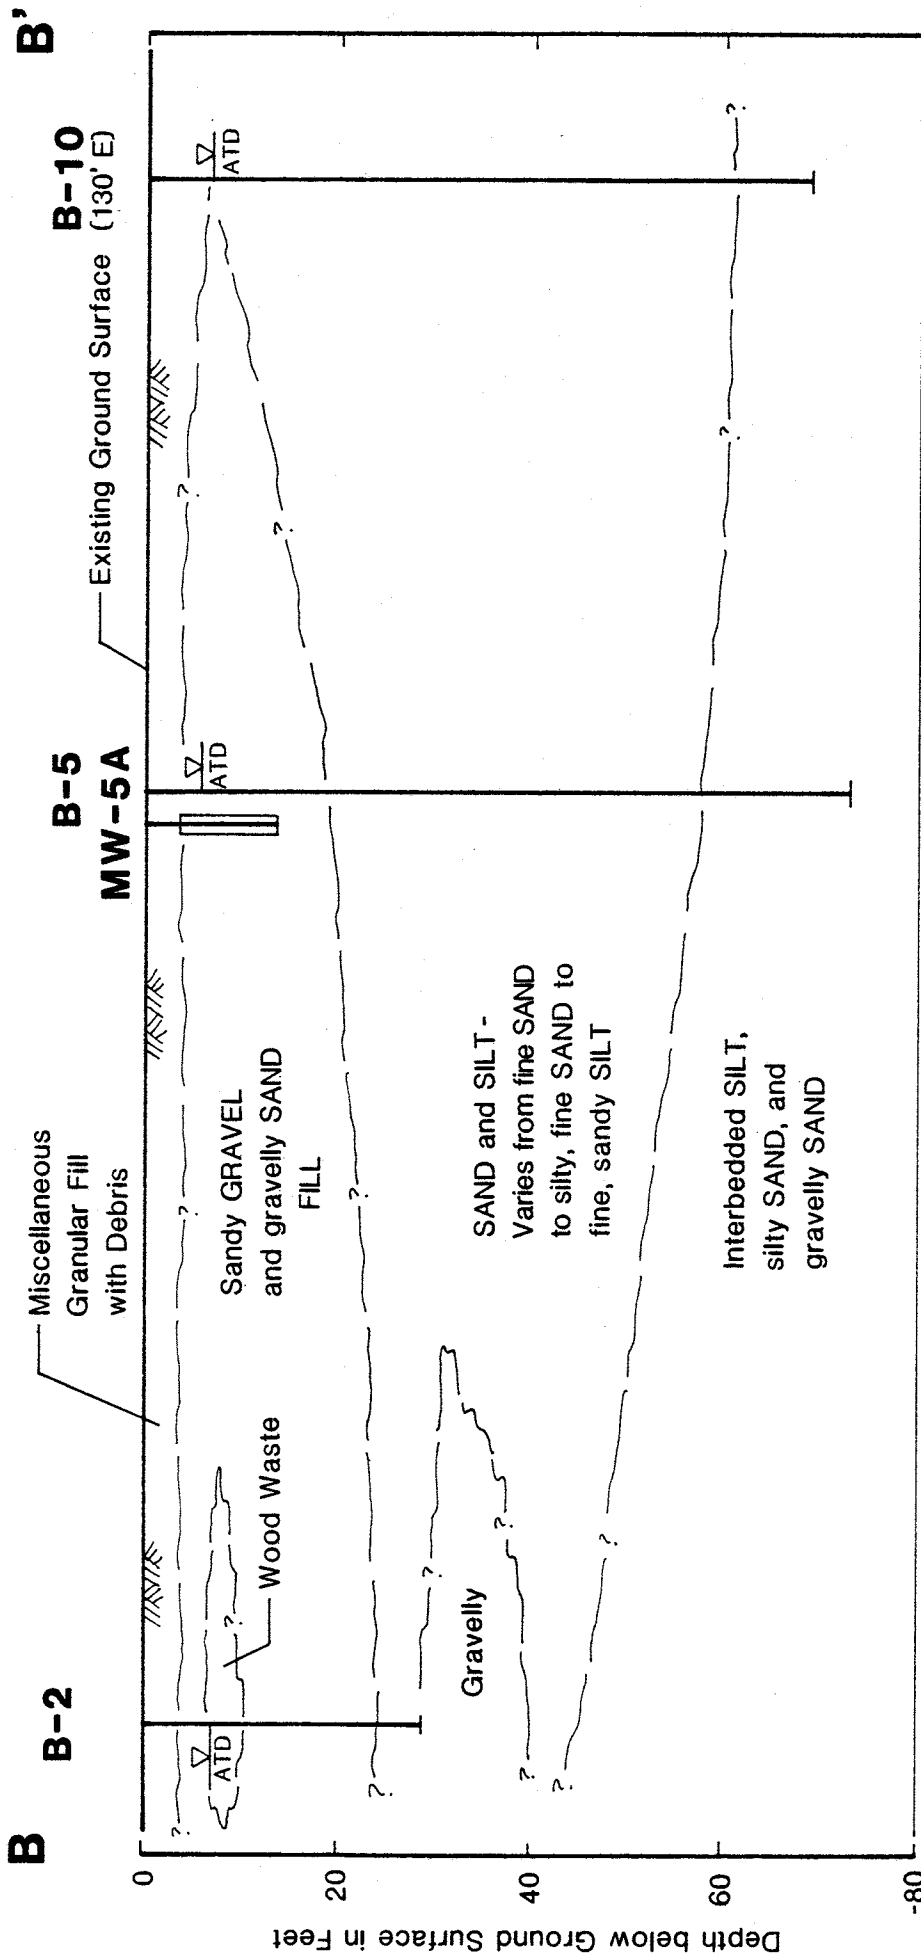 B
B'
B-2
B-5
MW-5A
B-10
(130' E)
Existing Ground Surface
Miscellaneous
Granular Fill
with Debris
ATD
ATD
ATD
?
?
?
Sandy GRAVEL
and gravelly SAND
FILL
Wood Waste
?
?
?
?
Gravelly
?
?
?
SAND and SILT-
Varies from fine SAND
to silty, fine SAND to
fine, sandy SILT
?
?
?
?
Interbedded SILT,
silty SAND, and
gravelly SAND
0
20
40
60
-80
Depth below Ground Surface in Feet